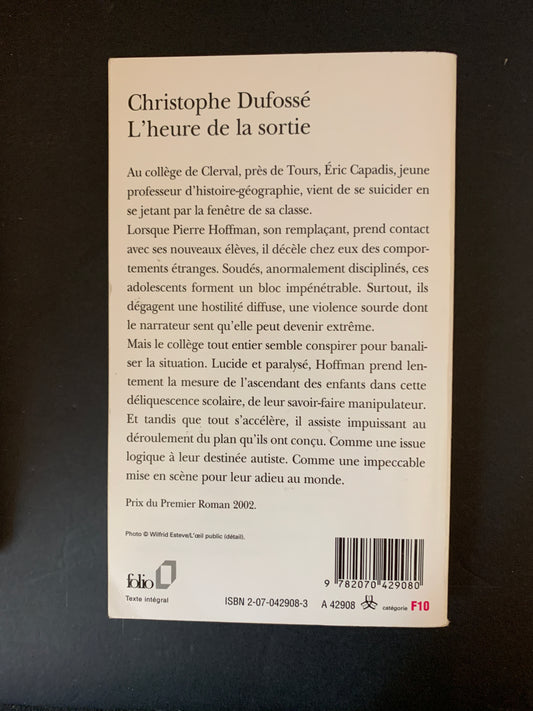 Christophe Dufossé
L'heure de la sortie
Au collège de Clerval, près de Tours, Éric Capadis, jeune
professeur d'histoire-géographie, vient de se suicider en
se jetant par la fenêtre de sa classe.
Lorsque Pierre Hoffman, son remplaçant, prend contact
avec ses nouveaux élèves, il décèle chez eux des compor-
tements étranges. Soudés, anormalement disciplinés, ces
adolescents forment un bloc impénétrable. Surtout, ils
dégagent une hostilité diffuse, une violence sourde dont
le narrateur sent qu'elle peut devenir extrême.
Mais le collège tout entier semble conspirer pour banali-
ser la situation. Lucide et paralysé, Hoffman prend len-
tement la mesure de l'ascendant des enfants dans cette
déliquescence scolaire, de leur savoir-faire manipulateur.
Et tandis que tout s'accélère, il assiste impuissant au
déroulement du plan qu'ils ont conçu. Comme une issue
logique à leur destinée autiste. Comme une impeccable
mise en scène pour leur adieu au monde.
Prix du Premier Roman 2002.
Photo © Wilfrid Esteve/L'œil public (détail).
9 782070 429080
folio
Texte intégral
ISBN 2-07-042908-3 A 42908 catégorie F10